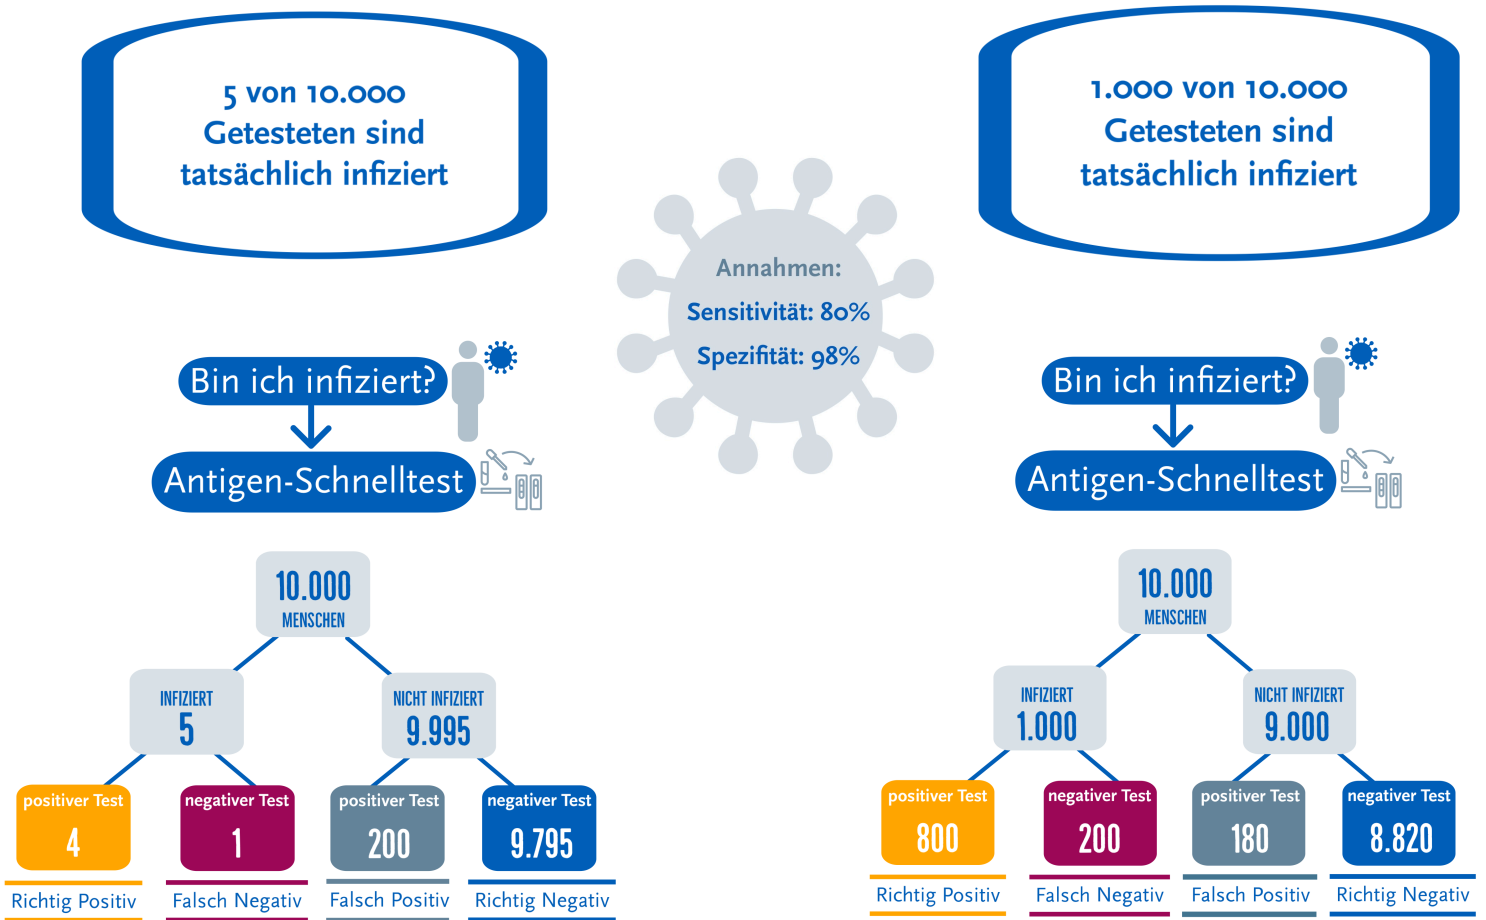 5 von 10.000
Getesteten sind
tatsächlich infiziert
Bin ich infiziert?
Antigen-Schnelltest
10.000
MENSCHEN
INFIZIERT
5
NICHT INFIZIERT
9.995
positiver Test
4
negativer Test
1
positiver Test
200
negativer Test
9.795
Richtig Positiv
Falsch Negativ
Falsch Positiv
Richtig Negativ
Annahmen:
Sensitivität: 80%
Spezifität: 98%
1.000 von 10.000
Getesteten sind
tatsächlich infiziert
Bin ich infiziert?
Antigen-Schnelltest
10.000
MENSCHEN
INFIZIERT
1.000
NICHT INFIZIERT
9.000
positiver Test
800
negativer Test
200
positiver Test
180
negativer Test
8.820
Richtig Positiv
Falsch Negativ
Falsch Positiv
Richtig Negativ